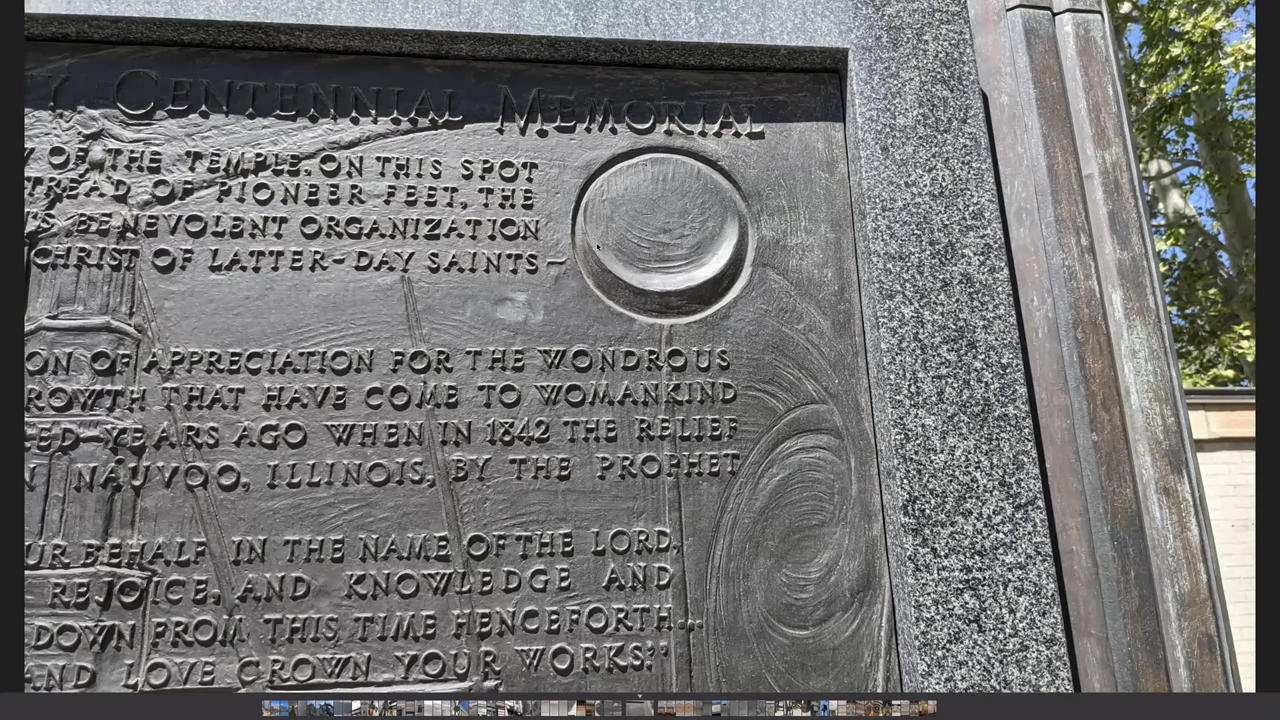 Y CENTENNIAL MEMORIAL
Y OF THE TEMPLE. ON THIS SPOT
TREAD OF PIONEER FEET, THE
'S BENEVOLENT ORGANIZATION
CHRIST OF LATTER-DAY SAINTS—
ON OF APPRECIATION FOR THE WONDROUS
ROWTH THAT HAVE COME TO WOMANKIND
ED YEARS AGO WHEN IN 1842 THE RELIEF
N NAUVOO, ILLINOIS, BY THE PROPHET
UR BEHALF IN THE NAME OF THE LORD,
REJOICE, AND KNOWLEDGE AND
DOWN FROM THIS TIME HENCEFORTH...
AND LOVE CROWN YOUR WORKS."